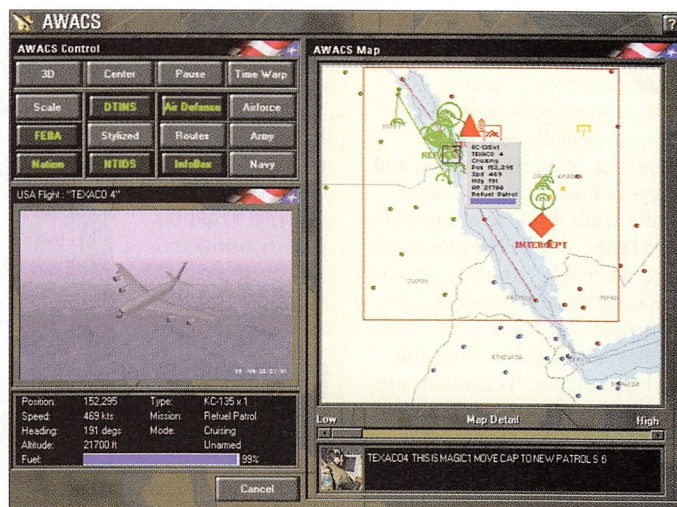 AWACS
?
AWACS Control
3D Center Pause Time Warp
Scale DTINS Air Defense Airforce
FEBA Stylized Routes Army
Nation NTIDS InfoBox Navy
USA Flight: "TEXACO 4"
Position: 152,295 Type: KC-135 x 1
Speed: 469 kts Mission: Refuel Patrol
Heading: 191 degs Mode: Cruising
Altitude: 21700 ft Unarmed
Fuel: 99%
Cancel
AWACS Map
KC-135x1
TEXACO 4
Cruising
Pos 152,295
Spd 469
Hdg 191
Alt 21700
Refuel Patrol
INTERCEPT
Low Map Detail High
TEXACO4 THIS IS MAGIC1 MOVE CAP TO NEW PATROL S 6